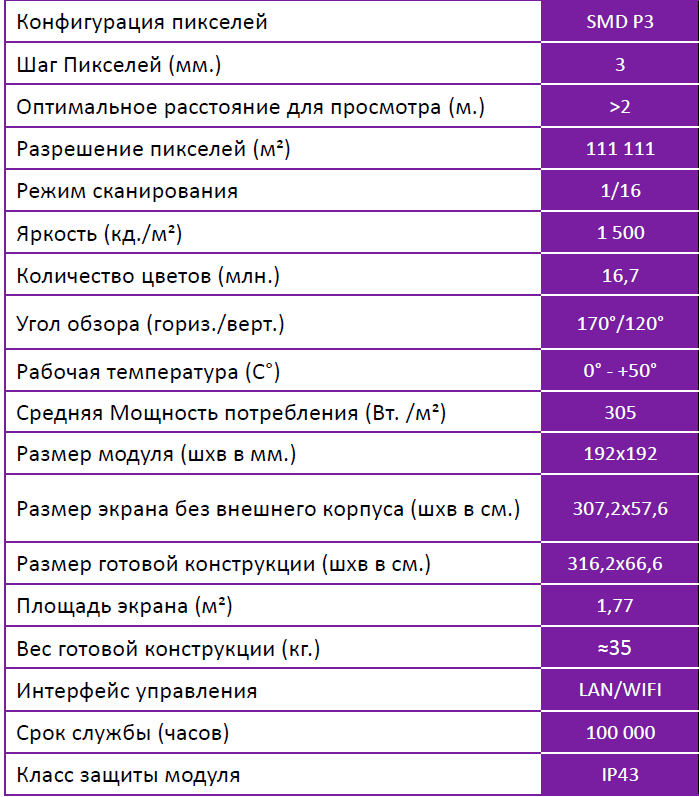 Конфигурация пикселей SMD P3
Шаг Пикселей (мм.) 3
Оптимальное расстояние для просмотра (м.) >2
Разрешение пикселей (м²) 111 111
Режим сканирования 1/16
Яркость (кд./м²) 1 500
Количество цветов (млн.) 16,7
Угол обзора (гориз./верт.) 170°/120°
Рабочая температура (С°) 0° - +50°
Средняя Мощность потребления (Вт. /м²) 305
Размер модуля (шхв в мм.) 192x192
Размер экрана без внешнего корпуса (шхв в см.) 307,2x57,6
Размер готовой конструкции (шхв в см.) 316,2x66,6
Площадь экрана (м²) 1,77
Вес готовой конструкции (кг.) ≈35
Интерфейс управления LAN/WIFI
Срок службы (часов) 100 000
Класс защиты модуля IP43